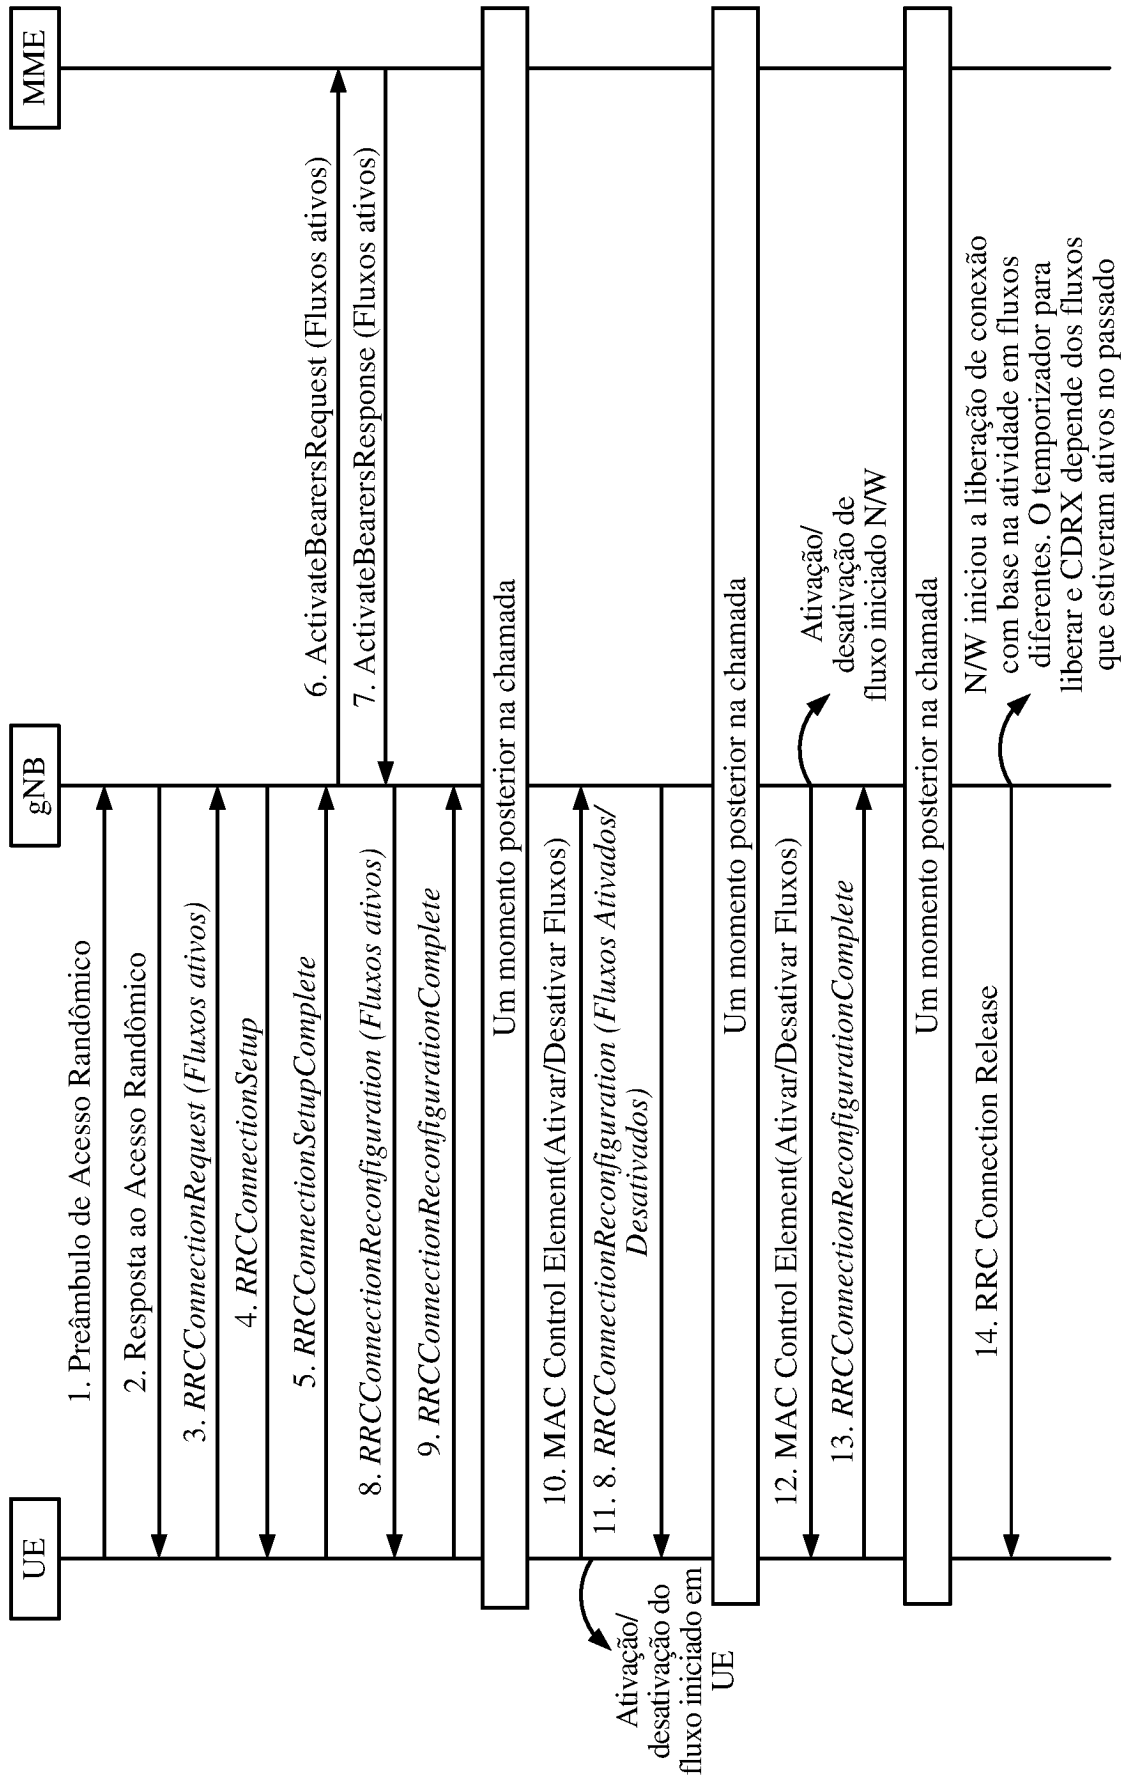 UE
gNB
MME
1. Preâmbulo de Acesso Randômico
2. Resposta ao Acesso Randômico
3. RRCConnectionRequest (Fluxos ativos)
4. RRCConnectionSetup
5. RRCConnectionSetupComplete
6. ActivateBearersRequest (Fluxos ativos)
7. ActivateBearersResponse (Fluxos ativos)
8. RRCConnectionReconfiguration (Fluxos ativos)
9. RRCConnectionReconfigurationComplete
Um momento posterior na chamada
10. MAC Control Element(Ativar/Desativar Fluxos)
11. 8. RRCConnectionReconfiguration (Fluxos Ativados/
Desativados)
Ativação/
desativação do
fluxo iniciado em
UE
Um momento posterior na chamada
12. MAC Control Element(Ativar/Desativar Fluxos)
Ativação/
desativação de
fluxo iniciado N/W
13. RRCConnectionReconfigurationComplete
Um momento posterior na chamada
14. RRC Connection Release
N/W iniciou a liberação de conexão
com base na atividade em fluxos
diferentes. O temporizador para
liberar e CDRX depende dos fluxos
que estiveram ativos no passado